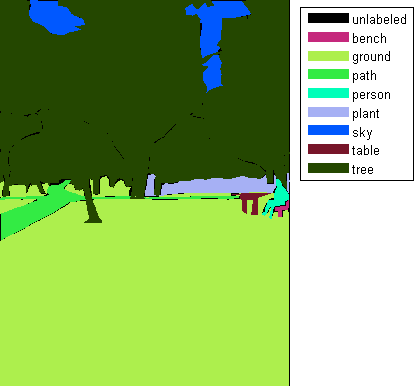 unlabeled
bench
ground
path
person
plant
sky
table
tree